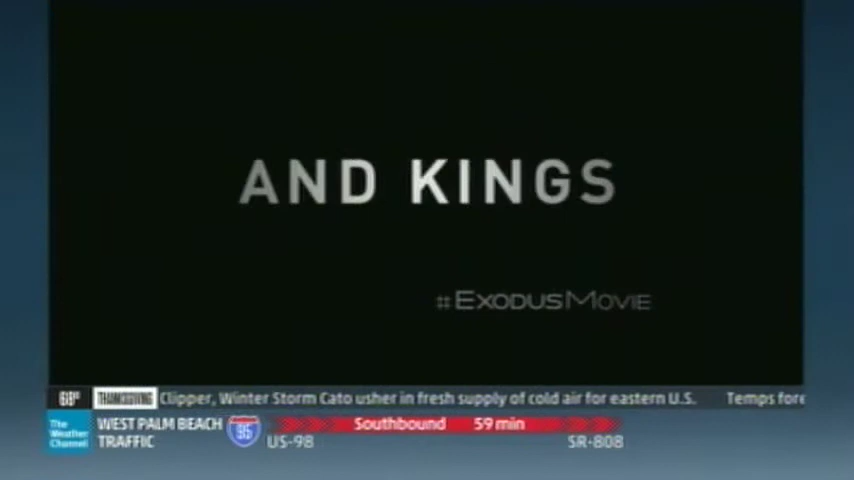 AND KINGS
#EXODUSMOVIE
68° THANKSGIVING Clipper, Winter Storm Cato usher in fresh supply of cold air for eastern U.S. Temps fore
The Weather Channel
WEST PALM BEACH TRAFFIC
95
Southbound 59 min
US-98 SR-808